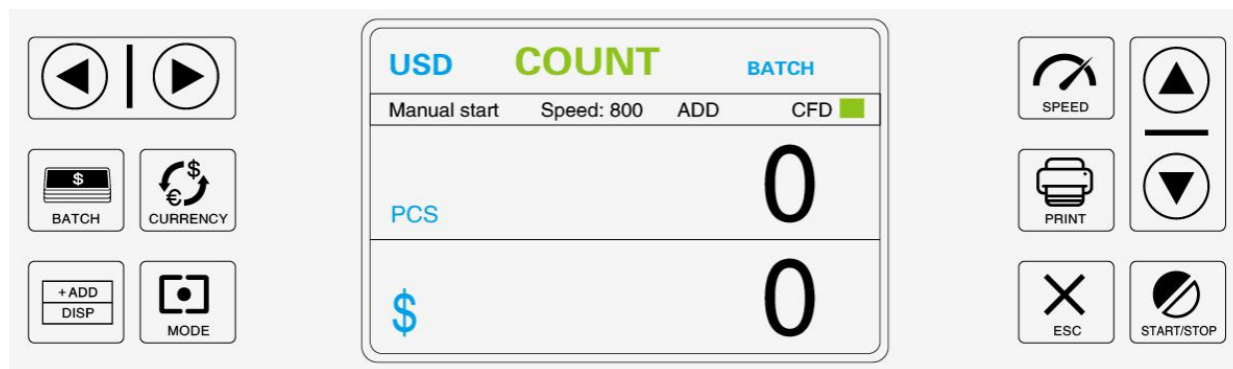 USD COUNT BATCH
Manual start Speed: 800 ADD CFD
0
PCS
0
$
$
BATCH
$
€
CURRENCY
+ADD
DISP
MODE
SPEED
PRINT
ESC
START/STOP